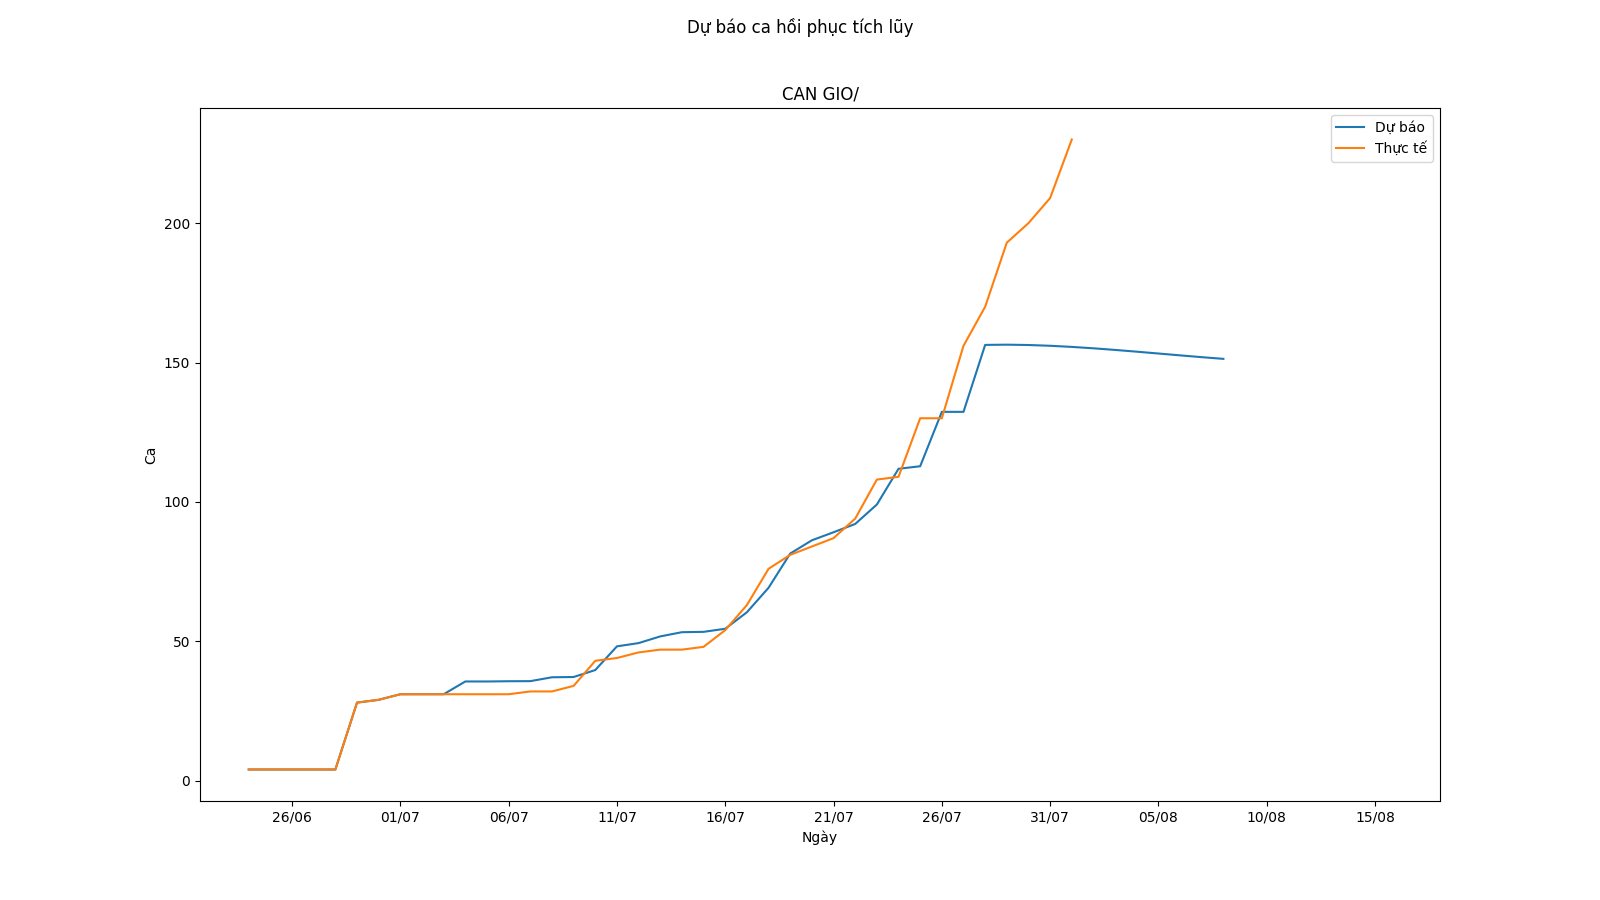 Dự báo ca hồi phục tích lũy
CAN GIO/
Dự báo
Thực tế
200
150
100
50
0
Ca
26/06 01/07 06/07 11/07 16/07 21/07 26/07 31/07 05/08 10/08 15/08
Ngày